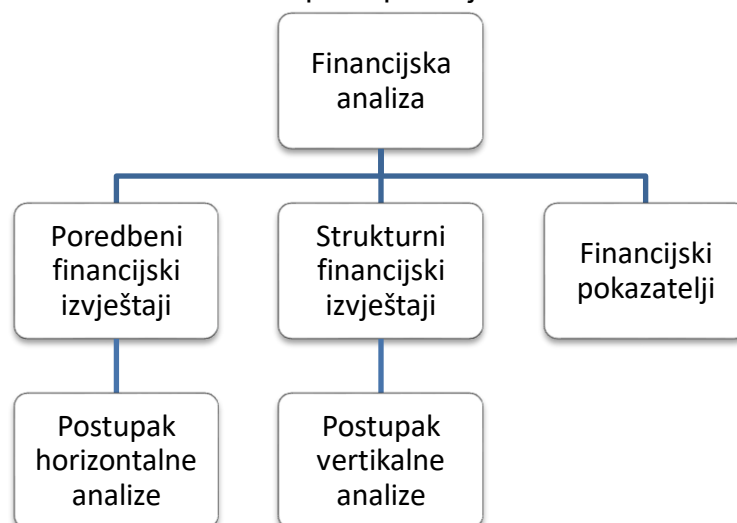 Financijska
analiza
Poredbeni
financijski
izvještaji
Strukturni
financijski
izvještaji
Financijski
pokazatelji
Postupak
horizontalne
analize
Postupak
vertikalne
analize